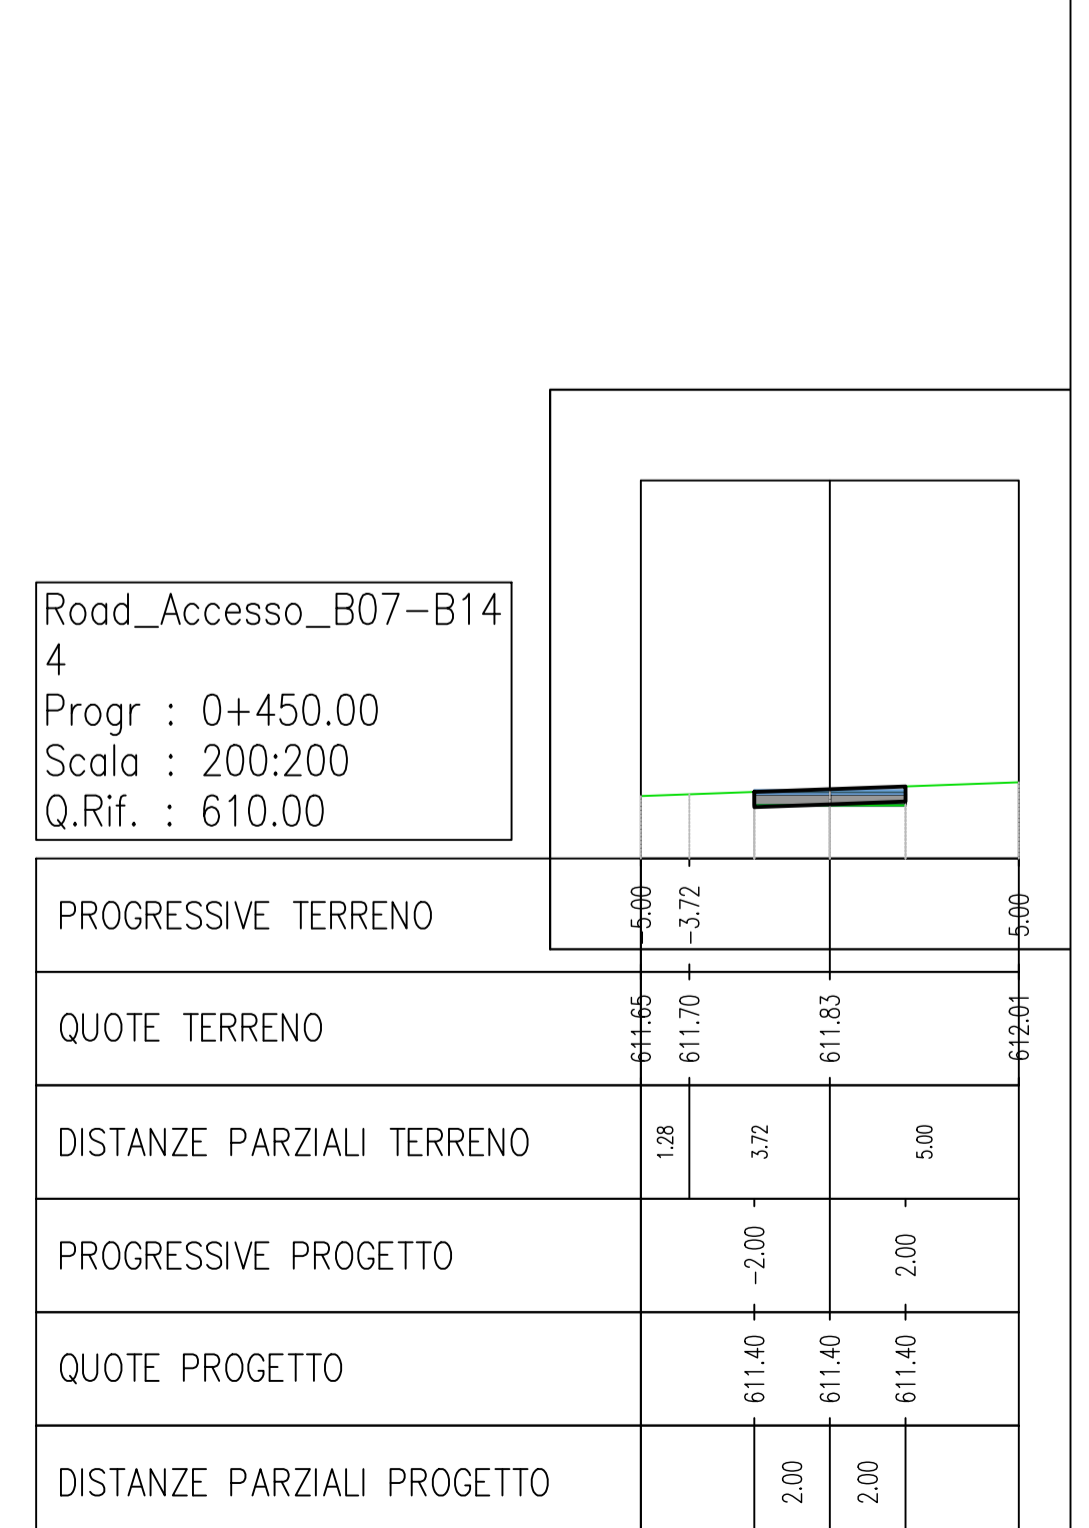 Road_Accesso_B07-B14
4
Progr : 0+450.00
Scala : 200:200
Q.Rif. : 610.00
PROGRESSIVE TERRENO -5.00 -3.72 5.00
QUOTE TERRENO 611.65 611.70 611.83 612.01
DISTANZE PARZIALI TERRENO 1.28 3.72 5.00
PROGRESSIVE PROGETTO -2.00 2.00
QUOTE PROGETTO 611.40 611.40 611.40
DISTANZE PARZIALI PROGETTO 2.00 2.00